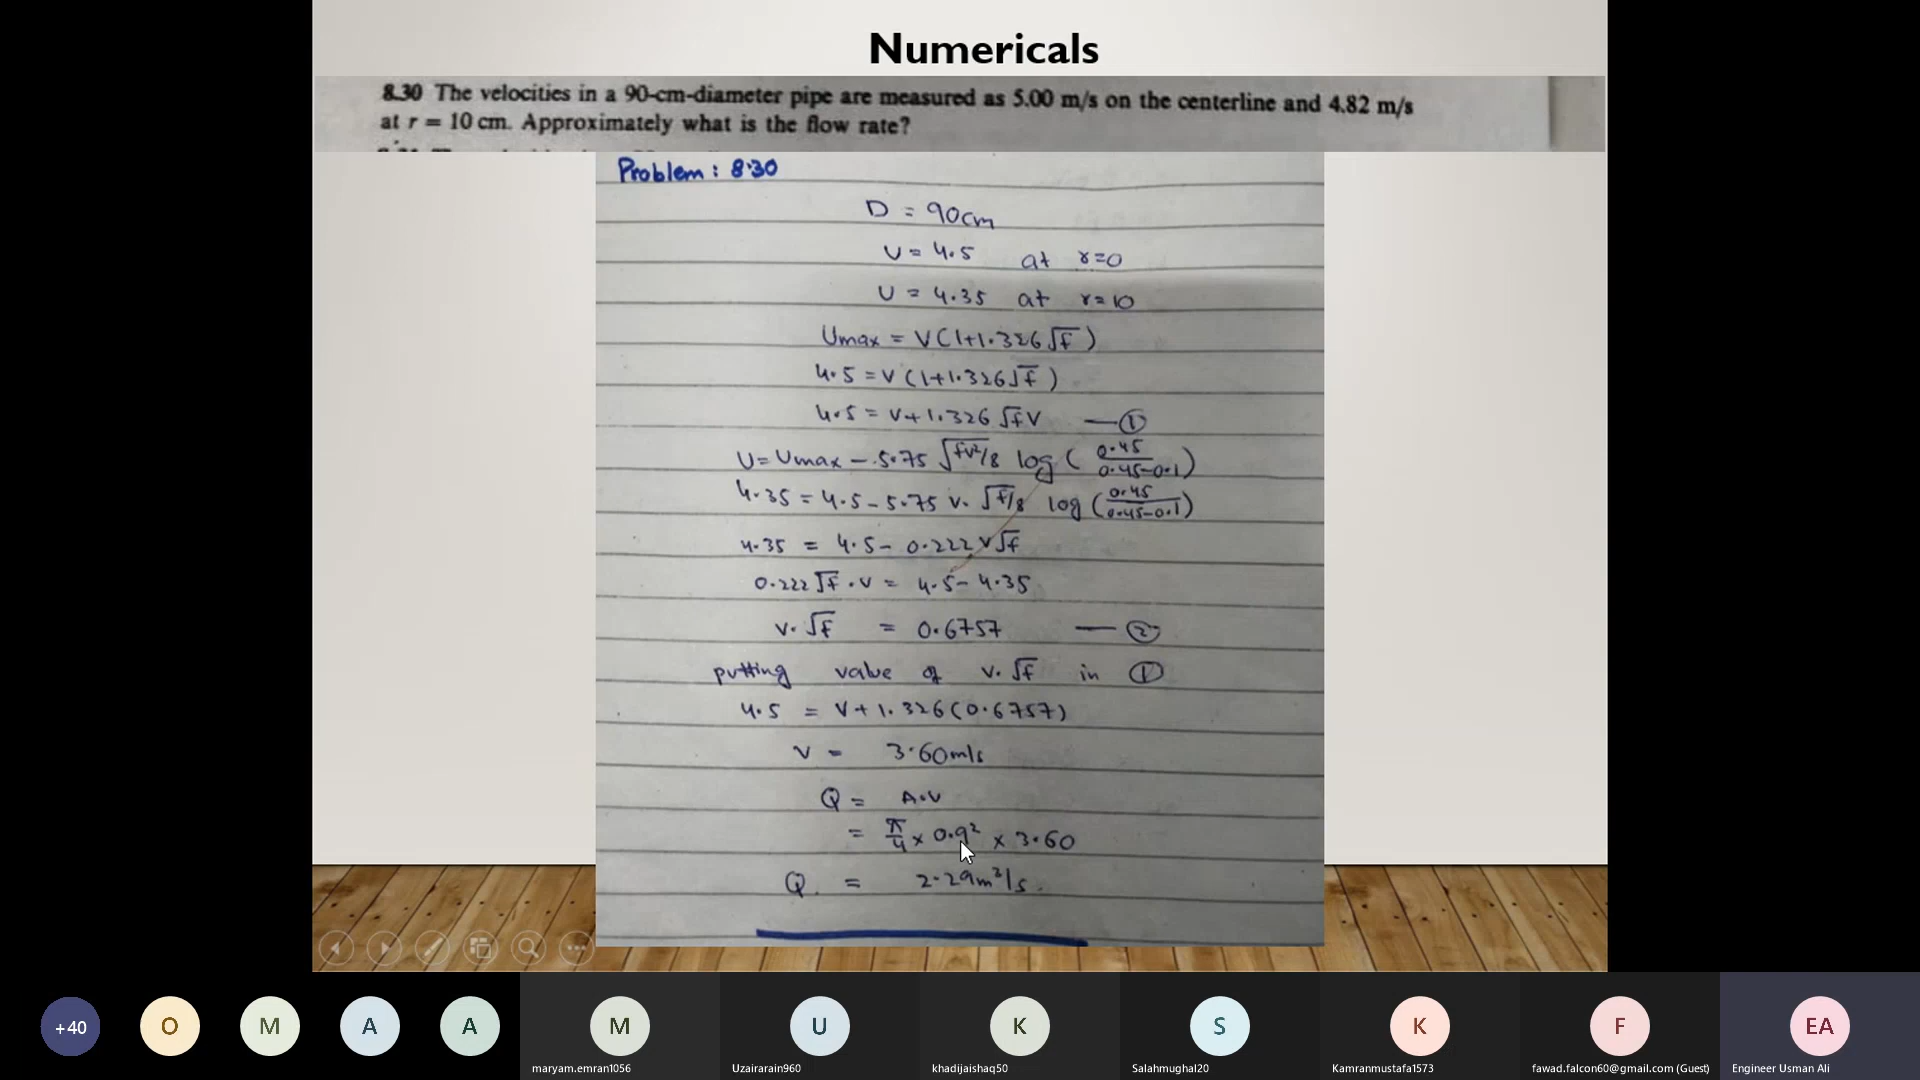 Numericals
8.30 The velocities in a 90-cm-diameter pipe are measured as 5.00 m/s on the centerline and 4.82 m/s
at r = 10 cm. Approximately what is the flow rate?
Problem : 8.30
D = 90cm
U = 4.5 at r=0
U = 4.35 at r=10
Umax = V(1+1.326√f)
4.5 = V(1+1.326√f)
4.5 = V+1.326√fV —①
U = Umax - 5.75 √fv²/8 log(0.45/0.45-0.1)
4.35 = 4.5 - 5.75 V. √f/8 log(0.45/0.45-0.1)
4.35 = 4.5 - 0.222 V√f
0.222√f . V = 4.5 - 4.35
V. √f = 0.6757 —②
putting value of V. √f in ①
4.5 = V+1.326(0.6757)
V = 3.60m/s
Q = A.V
= π/4 × 0.9² × 3.60
Q = 2.29m³/s.
+40
O
M
A
A
M
U
K
S
K
F
EA
maryam.emran1056
Uzairarain960
khadijaishaq50
Salahmughal20
Kamranmustafa1573
fawad.falcon60@gmail.com (Guest)
Engineer Usman Ali